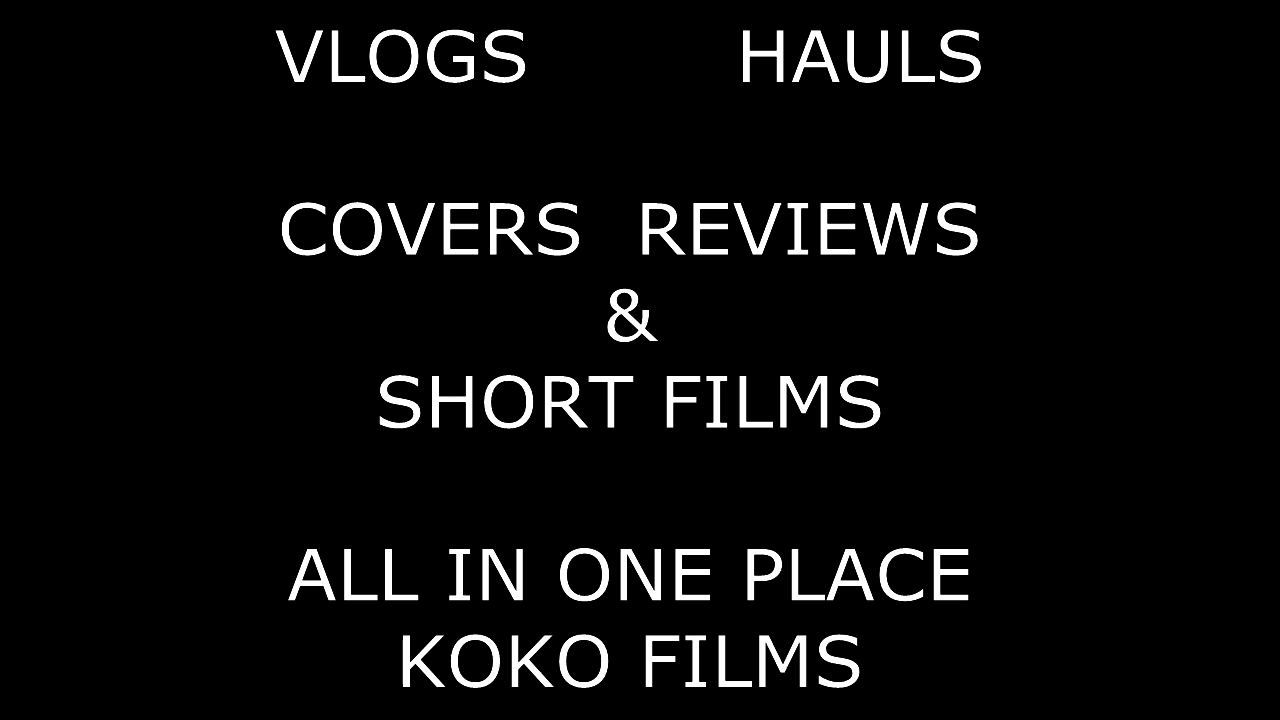 VLOGS HAULS
COVERS REVIEWS
&
SHORT FILMS
ALL IN ONE PLACE
KOKO FILMS